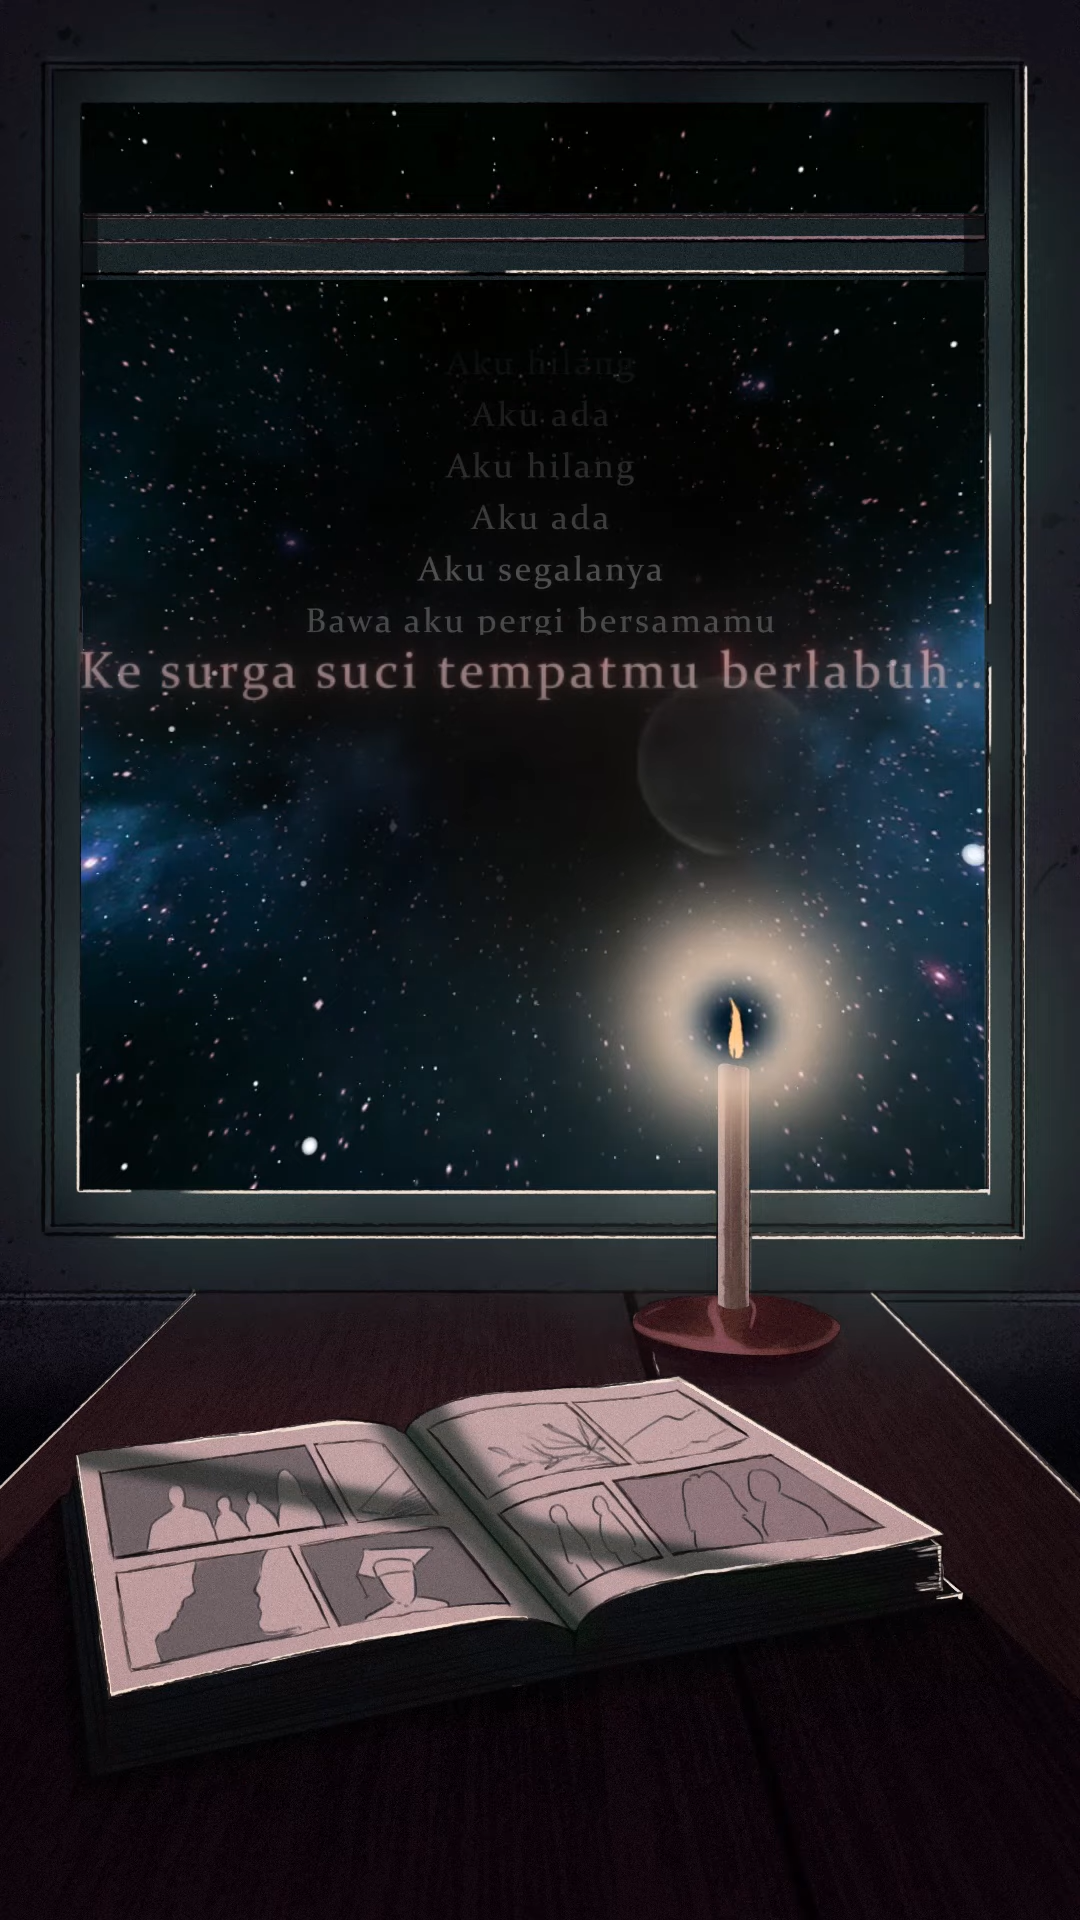 Aku hilang
Aku ada
Aku hilang
Aku ada
Aku segalanya
Bawa aku pergi bersamamu
Ke surga suci tempatmu berlabuh..